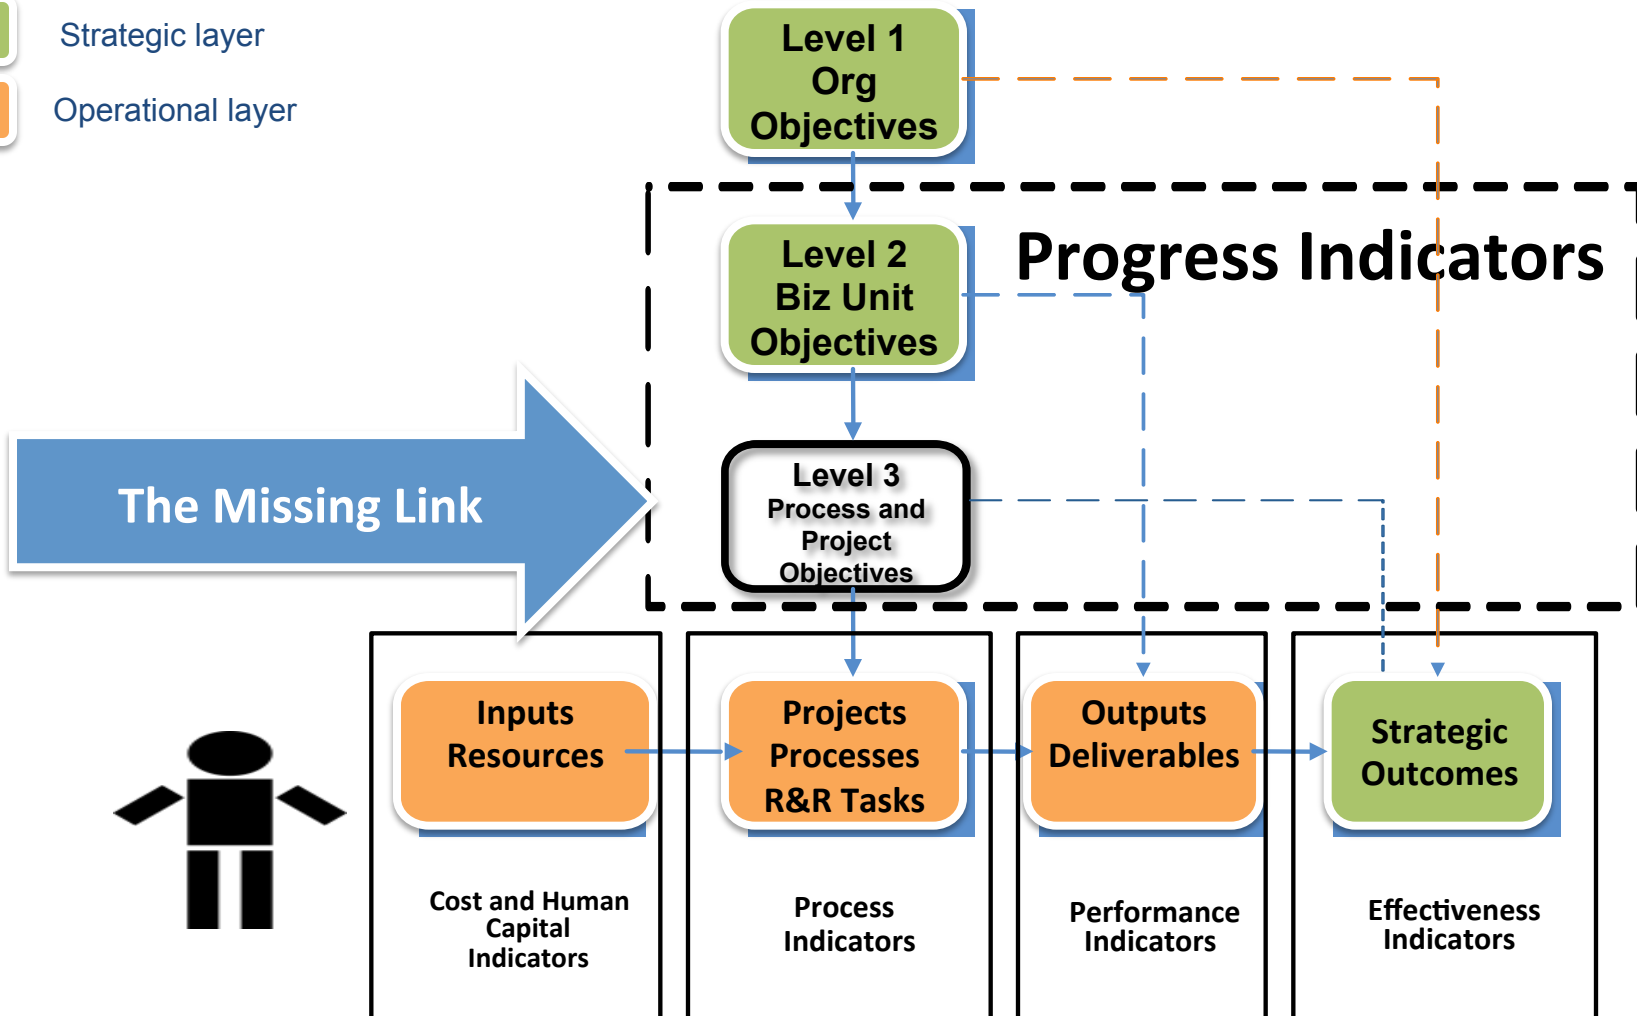 Strategic layer
Operational layer
Level 1
Org
Objectives
Progress Indicators
Level 2
Biz Unit
Objectives
The Missing Link
Level 3
Process and
Project
Objectives
Inputs
Resources
Projects
Processes
R&R Tasks
Outputs
Deliverables
Strategic
Outcomes
Cost and Human
Capital
Indicators
Process
Indicators
Performance
Indicators
Effectiveness
Indicators